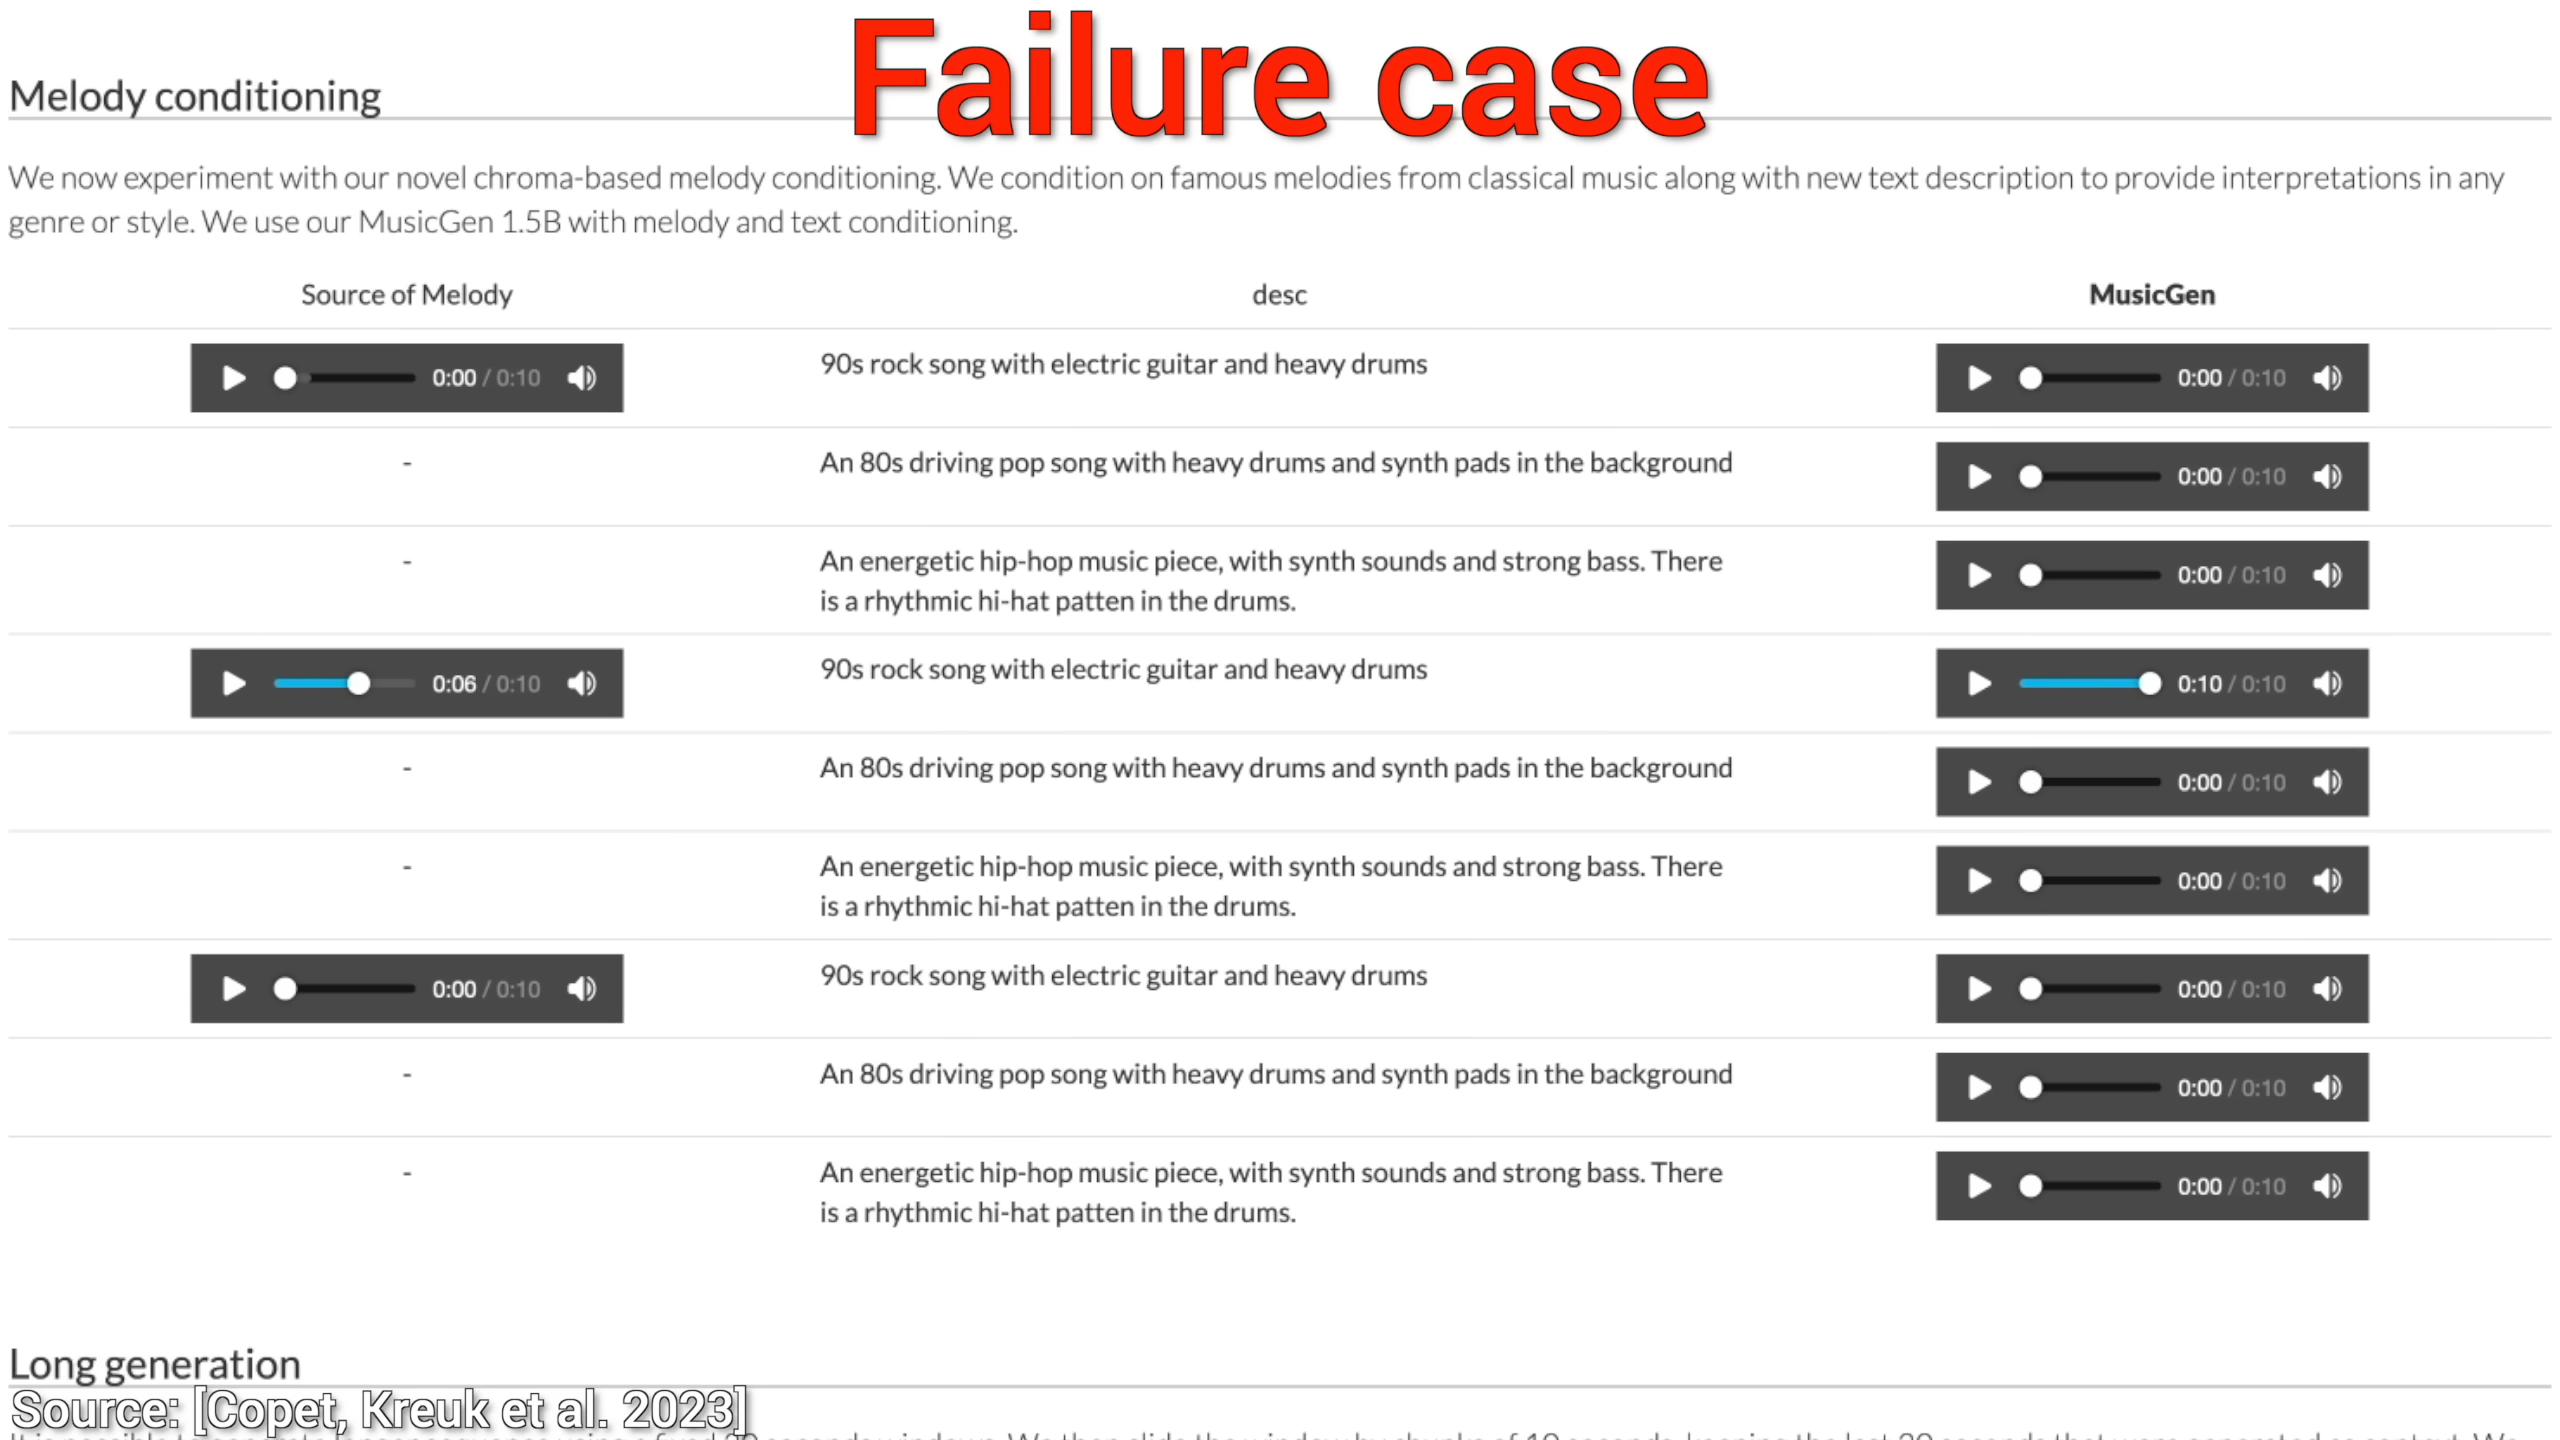 Failure case
Melody conditioning
We now experiment with our novel chroma-based melody conditioning. We condition on famous melodies from classical music along with new text description to provide interpretations in any
genre or style. We use our MusicGen 1.5B with melody and text conditioning.
Source of Melody desc MusicGen
0:00 / 0:10 90s rock song with electric guitar and heavy drums 0:00 / 0:10
- An 80s driving pop song with heavy drums and synth pads in the background 0:00 / 0:10
- An energetic hip-hop music piece, with synth sounds and strong bass. There 0:00 / 0:10
is a rhythmic hi-hat patten in the drums.
0:06 / 0:10 90s rock song with electric guitar and heavy drums 0:10 / 0:10
- An 80s driving pop song with heavy drums and synth pads in the background 0:00 / 0:10
- An energetic hip-hop music piece, with synth sounds and strong bass. There 0:00 / 0:10
is a rhythmic hi-hat patten in the drums.
0:00 / 0:10 90s rock song with electric guitar and heavy drums 0:00 / 0:10
- An 80s driving pop song with heavy drums and synth pads in the background 0:00 / 0:10
- An energetic hip-hop music piece, with synth sounds and strong bass. There 0:00 / 0:10
is a rhythmic hi-hat patten in the drums.
Long generation
Source: [Copet, Kreuk et al. 2023]